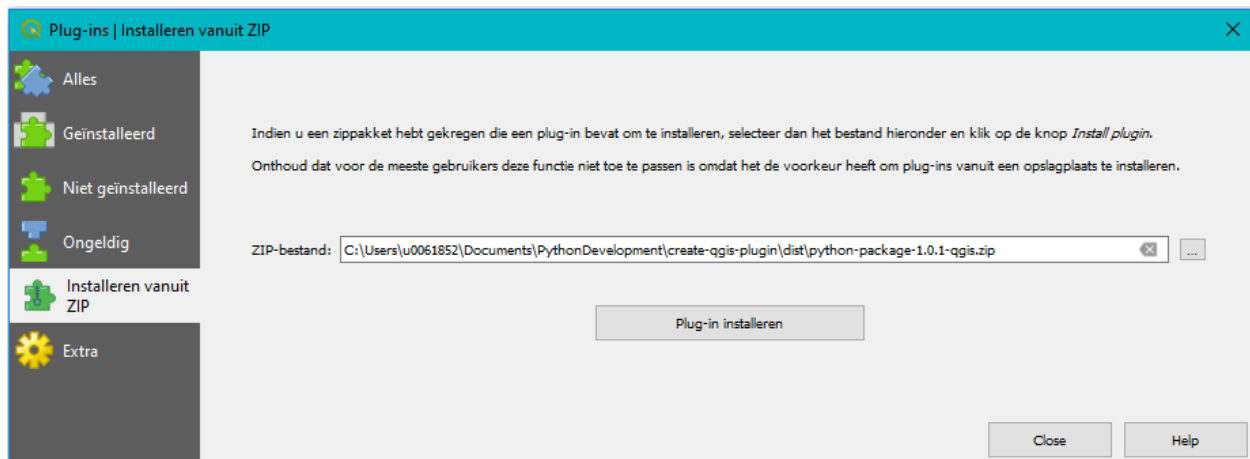 Plug-ins | Installeren vanuit ZIP
Alles
Geïnstalleerd
Niet geïnstalleerd
Ongeldig
Installeren vanuit
ZIP
Extra
Indien u een zippakket hebt gekregen die een plug-in bevat om te installeren, selecteer dan het bestand hieronder en klik op de knop Install plugin.
Onthoud dat voor de meeste gebruikers deze functie niet toe te passen is omdat het de voorkeur heeft om plug-ins vanuit een opslagplaats te installeren.
ZIP-bestand: C:\Users\u0061852\Documents\PythonDevelopment\create-qgis-plugin\dist\python-package-1.0.1-qgis.zip ...
Plug-in installeren
Close Help